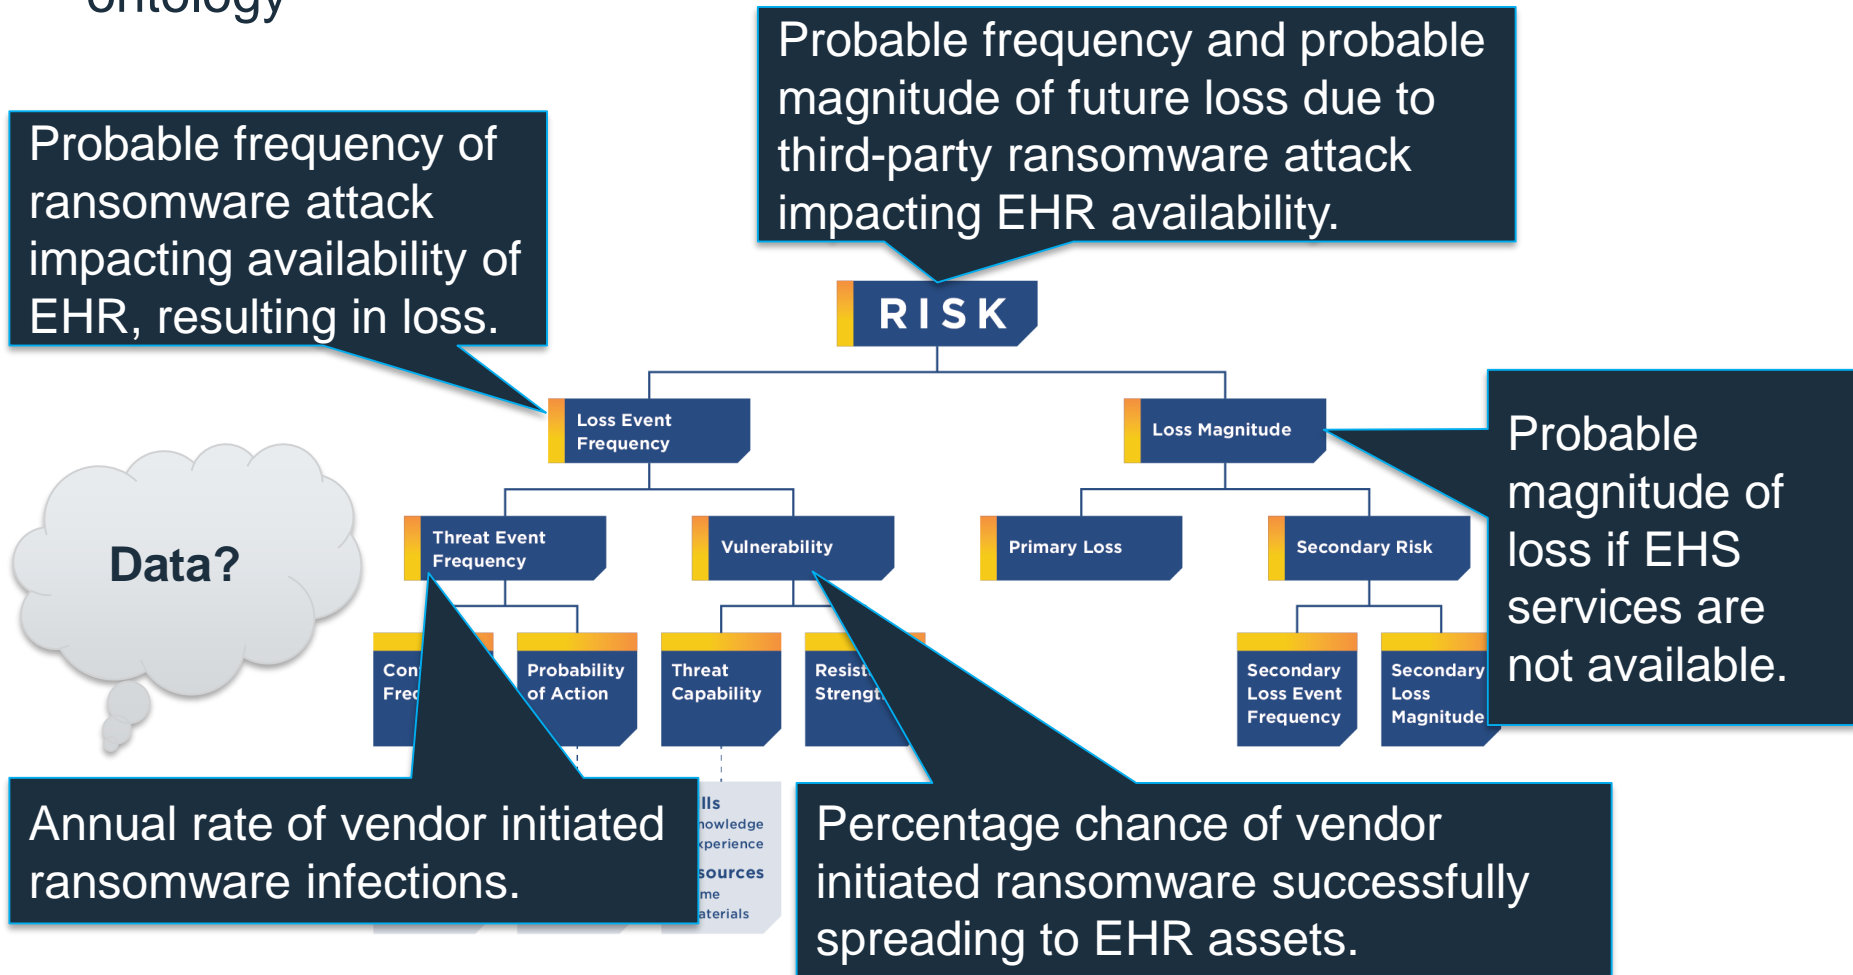 ontology
Probable frequency and probable
magnitude of future loss due to
third-party ransomware attack
impacting EHR availability.
Probable frequency of
ransomware attack
impacting availability of
EHR, resulting in loss.
RISK
Loss Event
Frequency
Loss Magnitude
Probable
magnitude of
loss if EHS
services are
not available.
Data?
Threat Event
Frequency
Vulnerability
Primary Loss
Secondary Risk
Probability
of Action
Threat
Capability
Secondary
Loss Event
Frequency
Secondary
Loss
Magnitude
Annual rate of vendor initiated
ransomware infections.
Percentage chance of vendor
initiated ransomware successfully
spreading to EHR assets.